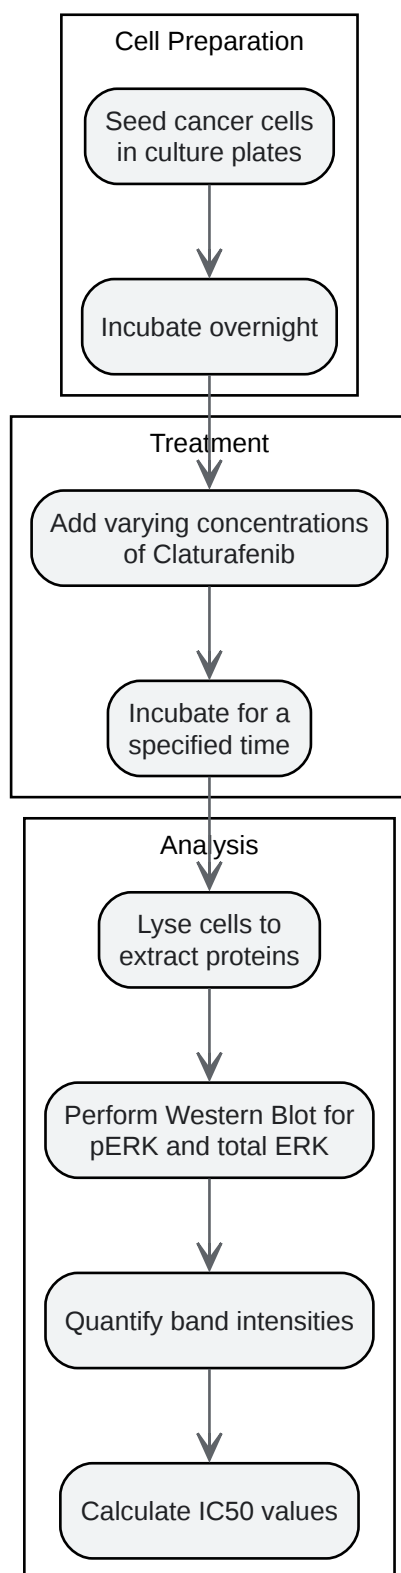 Cell Preparation
Seed cancer cells
in culture plates
Incubate overnight
Treatment
Add varying concentrations
of Claturafenib
Incubate for a
specified time
Analysis
Lyse cells to
extract proteins
Perform Western Blot for
pERK and total ERK
Quantify band intensities
Calculate IC50 values